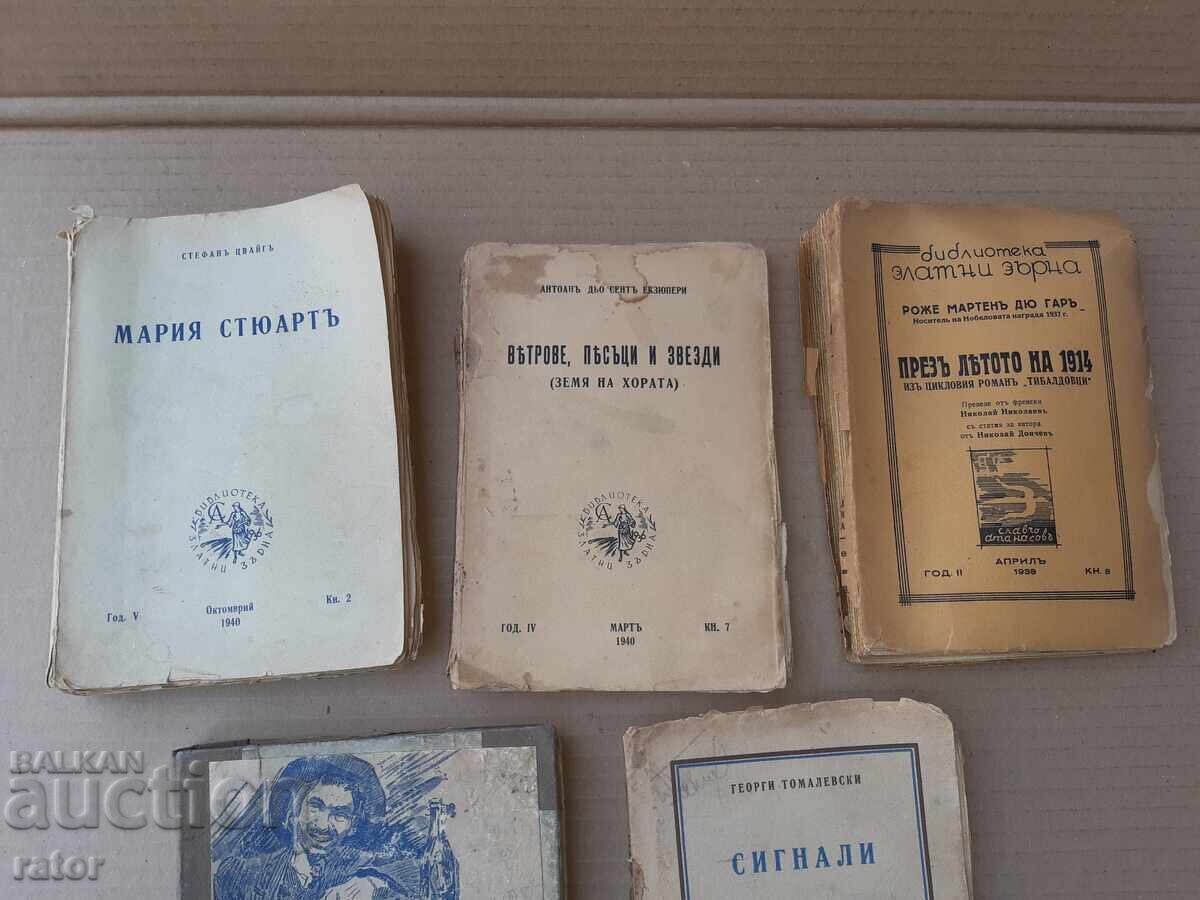 СТЕФАНЪ ЦВАЙГЪ
МАРИЯ СТЮАРТЪ
БИБЛИОТЕКА
ЗЛАТНИ ЗЪРНА
Год. V
Октомврий
1940
Кн. 2
АНТОАНЪ ДЬО СЕНТЪ ЕКЗЮПЕРИ
ВѢТРОВЕ, ПѢСЪЦИ И ЗВЕЗДИ
(ЗЕМЯ НА ХОРАТА)
БИБЛИОТЕКА
ЗЛАТНИ ЗЪРНА
ГОД. IV
МАРТЪ
1940
КН. 7
библиотека
златни зърна
РОЖЕ МАРТЕНЪ ДЮ ГАРЪ
Носитель на Нобеловата награда 1937 г.
ПРЕЗЪ ЛѢТОТО НА 1914
ИЗЪ ЦИКЛОВИЯ РОМАНЪ „ТИБАЛДОВЦИ“
Преведе отъ френски
Николай Николаевъ
съ статия за автора
отъ Николай Дончевъ
славчо
атанасовъ
ГОД. II
АПРИЛЪ
1938
КН. 8
ГЕОРГИ ТОМАЛЕВСКИ
СИГНАЛИ
BALKAN
auction
rator